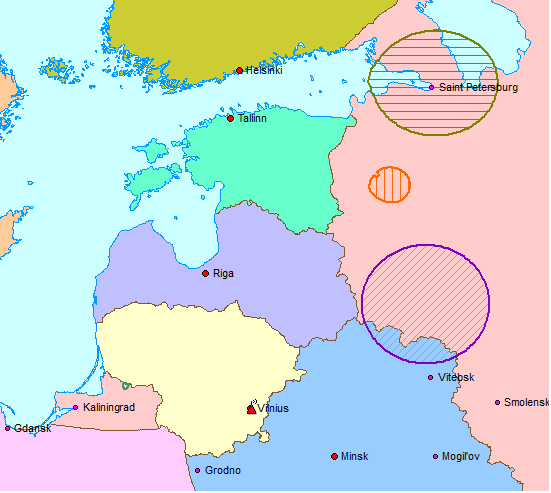 Helsinki
Saint Petersburg
Tallinn
Riga
Vitebsk
Kaliningrad
Vilnius
Smolensk
Gdansk
Minsk
Mogil'ov
Grodno